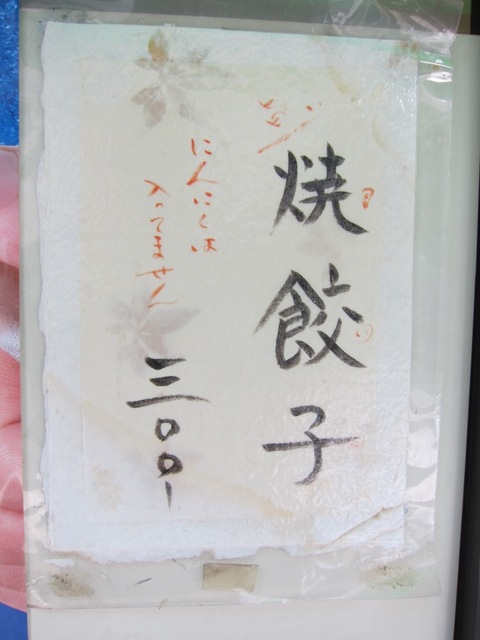 焼餃子
にんにくは
入ってません
三〇〇ー